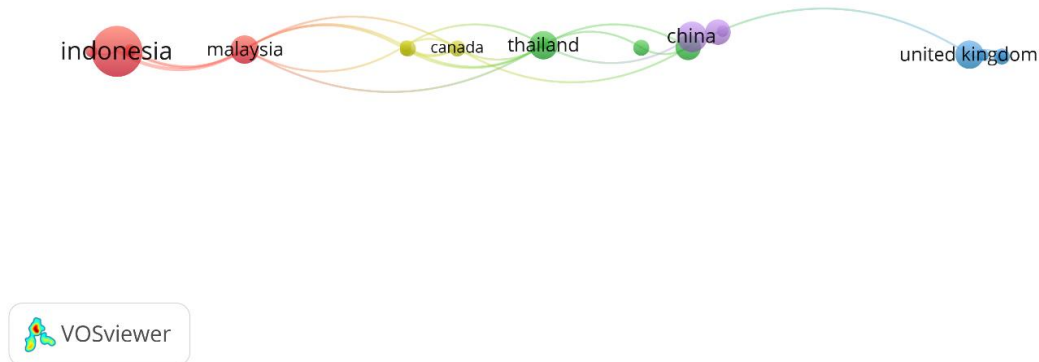 indonesia
malaysia
canada
thailand
china
united kingdom
VOSviewer